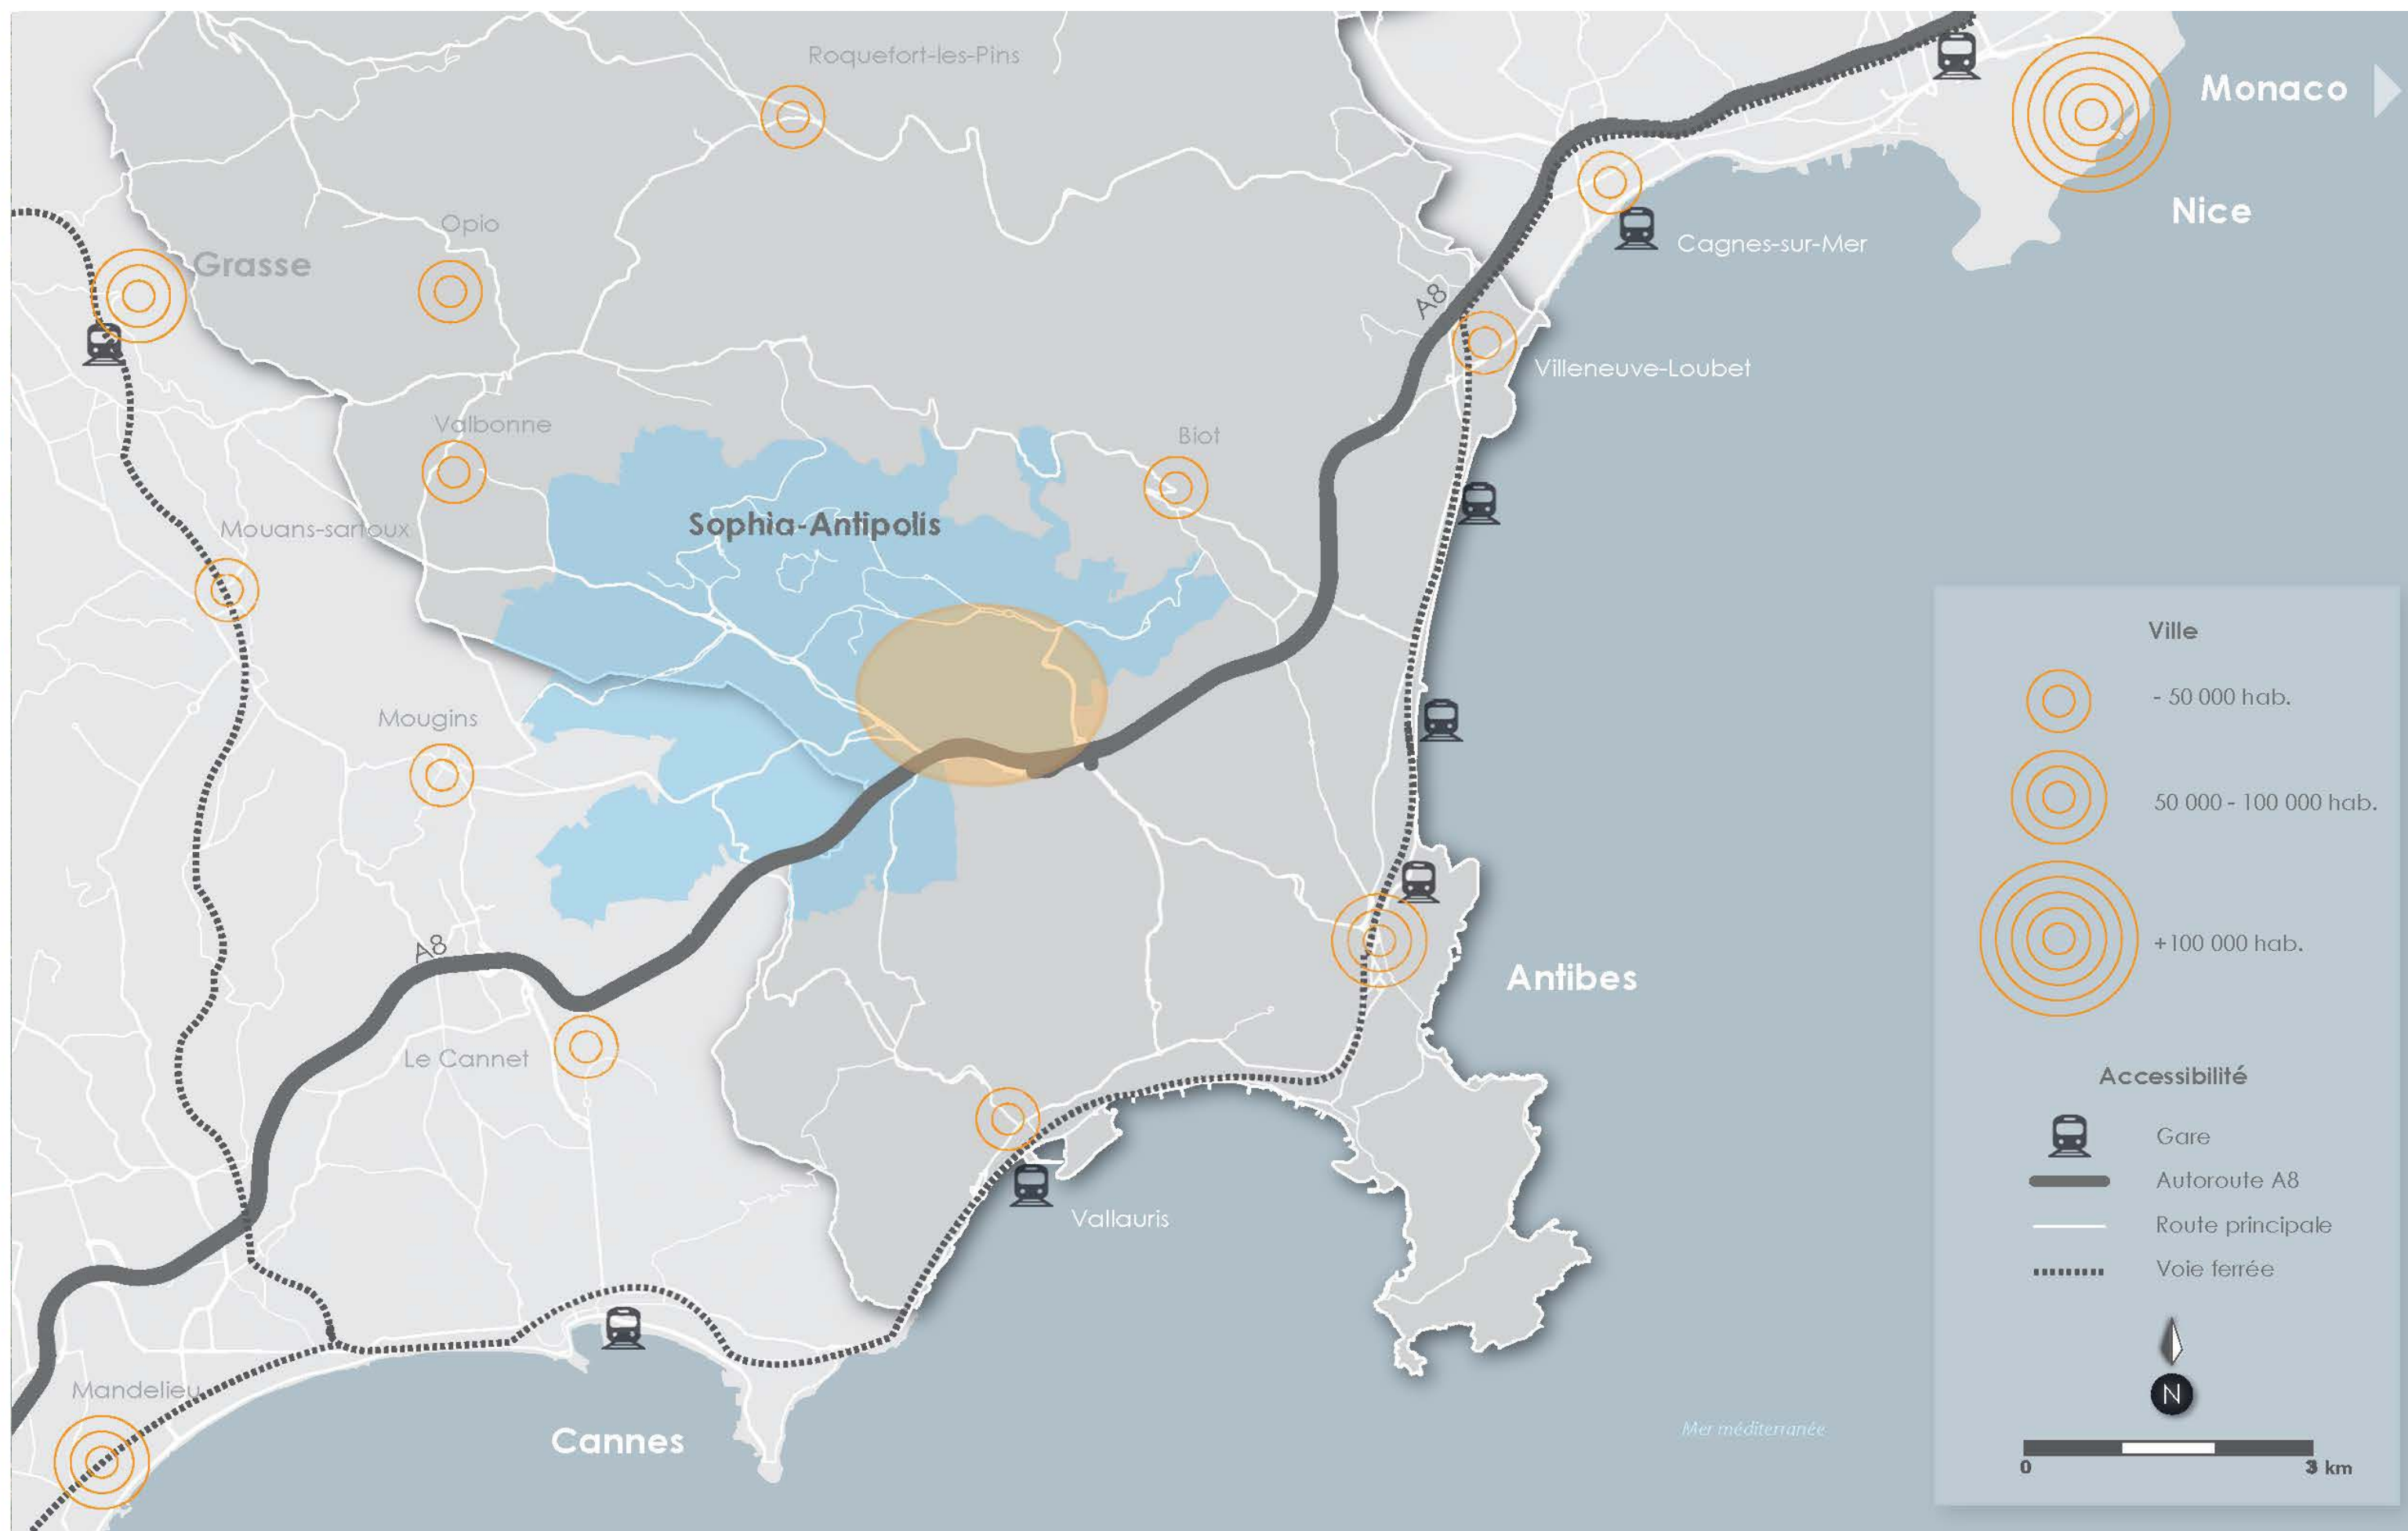 Roquefort-les-Pins
Monaco
Nice
Opio
Grasse
Cagnes-sur-Mer
A8
Villeneuve-Loubet
Valbonne
Biot
Sophia-Antipolis
Mouans-sartoux
Mougins
A8
Antibes
Le Cannet
Vallauris
Mandelieu
Cannes
Mer méditerranée
Ville
- 50 000 hab.
50 000 - 100 000 hab.
+100 000 hab.
Accessibilité
Gare
Autoroute A8
Route principale
Voie ferrée
N
0 3 km